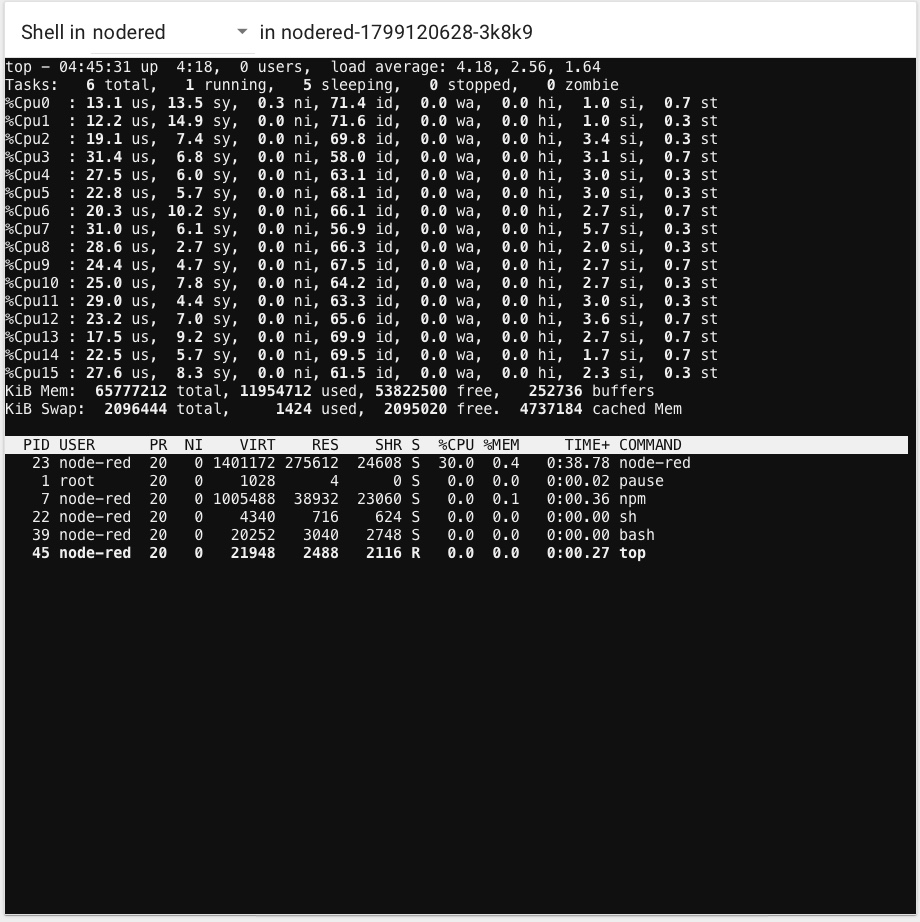 Shell in nodered in nodered-1799120628-3k8k9
top - 04:45:31 up  4:18,  0 users,  load average: 4.18, 2.56, 1.64
Tasks:   6 total,   1 running,   5 sleeping,   0 stopped,   0 zombie
%Cpu0  : 13.1 us, 13.5 sy,  0.3 ni, 71.4 id,  0.0 wa,  0.0 hi,  1.0 si,  0.7 st
%Cpu1  : 12.2 us, 14.9 sy,  0.0 ni, 71.6 id,  0.0 wa,  0.0 hi,  1.0 si,  0.3 st
%Cpu2  : 19.1 us,  7.4 sy,  0.0 ni, 69.8 id,  0.0 wa,  0.0 hi,  3.4 si,  0.3 st
%Cpu3  : 31.4 us,  6.8 sy,  0.0 ni, 58.0 id,  0.0 wa,  0.0 hi,  3.1 si,  0.7 st
%Cpu4  : 27.5 us,  6.0 sy,  0.0 ni, 63.1 id,  0.0 wa,  0.0 hi,  3.0 si,  0.3 st
%Cpu5  : 22.8 us,  5.7 sy,  0.0 ni, 68.1 id,  0.0 wa,  0.0 hi,  3.0 si,  0.3 st
%Cpu6  : 20.3 us, 10.2 sy,  0.0 ni, 66.1 id,  0.0 wa,  0.0 hi,  2.7 si,  0.7 st
%Cpu7  : 31.0 us,  6.1 sy,  0.0 ni, 56.9 id,  0.0 wa,  0.0 hi,  5.7 si,  0.3 st
%Cpu8  : 28.6 us,  2.7 sy,  0.0 ni, 66.3 id,  0.0 wa,  0.0 hi,  2.0 si,  0.3 st
%Cpu9  : 24.4 us,  4.7 sy,  0.0 ni, 67.5 id,  0.0 wa,  0.0 hi,  2.7 si,  0.7 st
%Cpu10 : 25.0 us,  7.8 sy,  0.0 ni, 64.2 id,  0.0 wa,  0.0 hi,  2.7 si,  0.3 st
%Cpu11 : 29.0 us,  4.4 sy,  0.0 ni, 63.3 id,  0.0 wa,  0.0 hi,  3.0 si,  0.3 st
%Cpu12 : 23.2 us,  7.0 sy,  0.0 ni, 65.6 id,  0.0 wa,  0.0 hi,  3.6 si,  0.7 st
%Cpu13 : 17.5 us,  9.2 sy,  0.0 ni, 69.9 id,  0.0 wa,  0.0 hi,  2.7 si,  0.7 st
%Cpu14 : 22.5 us,  5.7 sy,  0.0 ni, 69.5 id,  0.0 wa,  0.0 hi,  1.7 si,  0.7 st
%Cpu15 : 27.6 us,  8.3 sy,  0.0 ni, 61.5 id,  0.0 wa,  0.0 hi,  2.3 si,  0.3 st
KiB Mem:  65777212 total, 11954712 used, 53822500 free,   252736 buffers
KiB Swap:  2096444 total,     1424 used,  2095020 free.  4737184 cached Mem
PID USER      PR  NI    VIRT    RES    SHR S  %CPU %MEM     TIME+ COMMAND
23 node-red  20   0 1401172 275612  24608 S  30.0  0.4   0:38.78 node-red
1 root      20   0    1028      4      0 S   0.0  0.0   0:00.02 pause
7 node-red  20   0 1005488  38932  23060 S   0.0  0.1   0:00.36 npm
22 node-red  20   0    4340    716    624 S   0.0  0.0   0:00.00 sh
39 node-red  20   0   20252   3040   2748 S   0.0  0.0   0:00.00 bash
45 node-red  20   0   21948   2488   2116 R   0.0  0.0   0:00.27 top